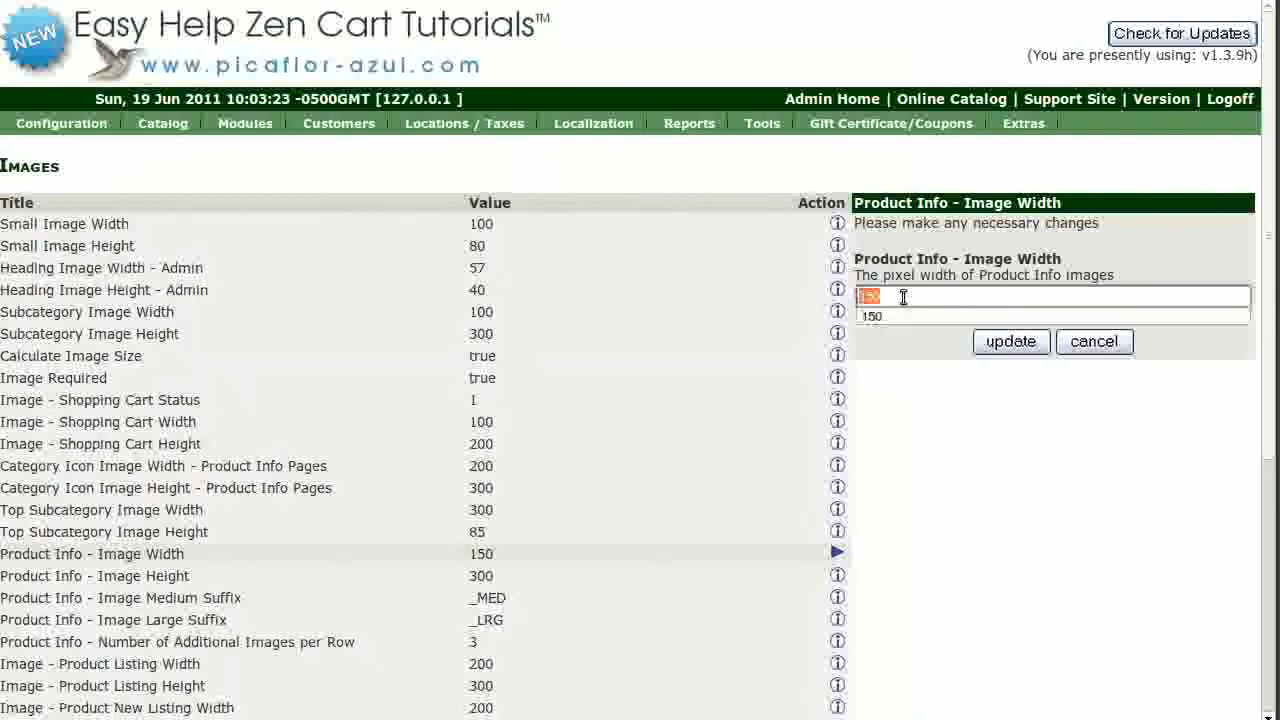 NEW
Easy Help Zen Cart Tutorials™
www.picaflor-azul.com
Check for Updates
(You are presently using: v1.3.9h)
Sun, 19 Jun 2011 10:03:23 -0500GMT [127.0.0.1 ]
Admin Home | Online Catalog | Support Site | Version | Logoff
Configuration Catalog Modules Customers Locations / Taxes Localization Reports Tools Gift Certificate/Coupons Extras
IMAGES
Title Value Action
Small Image Width 100
Small Image Height 80
Heading Image Width - Admin 57
Heading Image Height - Admin 40
Subcategory Image Width 100
Subcategory Image Height 300
Calculate Image Size true
Image Required true
Image - Shopping Cart Status 1
Image - Shopping Cart Width 100
Image - Shopping Cart Height 200
Category Icon Image Width - Product Info Pages 200
Category Icon Image Height - Product Info Pages 300
Top Subcategory Image Width 300
Top Subcategory Image Height 85
Product Info - Image Width 150
Product Info - Image Height 300
Product Info - Image Medium Suffix _MED
Product Info - Image Large Suffix _LRG
Product Info - Number of Additional Images per Row 3
Image - Product Listing Width 200
Image - Product Listing Height 300
Image - Product New Listing Width 200
Product Info - Image Width
Please make any necessary changes
Product Info - Image Width
The pixel width of Product Info images
150
150
update cancel